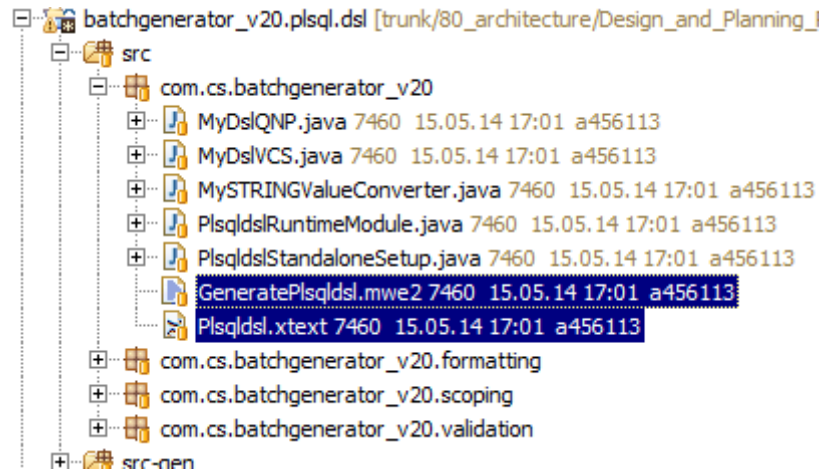 batchgenerator_v20.plsql.dsl [trunk/80_architecture/Design_and_Planning_
src
com.cs.batchgenerator_v20
MyDslQNP.java 7460 15.05.14 17:01 a456113
MyDslVCS.java 7460 15.05.14 17:01 a456113
MySTRINGValueConverter.java 7460 15.05.14 17:01 a456113
PlsqldslRuntimeModule.java 7460 15.05.14 17:01 a456113
PlsqldslStandaloneSetup.java 7460 15.05.14 17:01 a456113
GeneratePlsqldsl.mwe2 7460 15.05.14 17:01 a456113
Plsqldsl.xtext 7460 15.05.14 17:01 a456113
com.cs.batchgenerator_v20.formatting
com.cs.batchgenerator_v20.scoping
com.cs.batchgenerator_v20.validation
src-gen